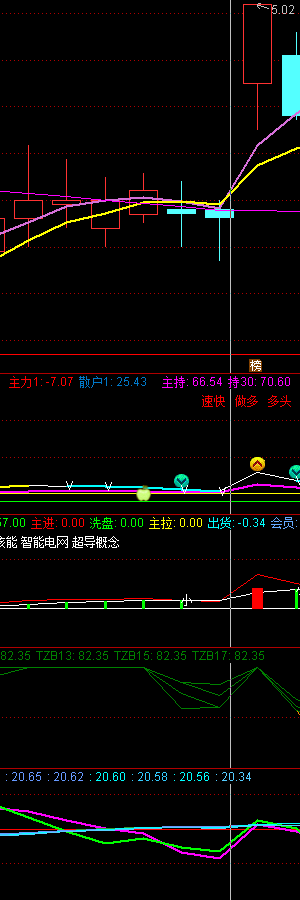 5.02
榜
主力1: -7.07 散户1: 25.43 主持: 66.54 持30: 70.60
速快 做多 多头
57.00 主进: 0.00 洗盘: 0.00 主拉: 0.00 出货: -0.34 会员:
核能 智能电网 超导概念
小
82.35 TZB13: 82.35 TZB15: 82.35 TZB17: 82.35
: 20.65 : 20.62 : 20.60 : 20.58 : 20.56 : 20.34